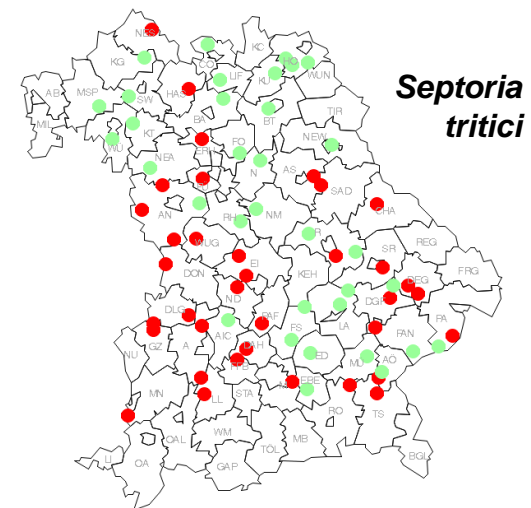 Septoria
tritici
NES
KC
CO
KG
HO
LIF
KU
WUN
AB
MSP
SW
HAS
BA
BT
TIR
MIL
KT
WÜ
ERH
FO
NEW
NEA
N
AS
SAD
CHA
AN
RH
NM
R
WUG
EI
SR
REG
DON
KEH
DEG
FRG
ND
DGF
DLG
PAF
LA
PA
PAN
NU
GZ
A
AIC
FS
DAH
ED
MÜ
AÖ
FFB
M
EBE
MN
LL
STA
RO
TS
LI
OAL
WM
TÖL
MB
BGL
OA
GAP